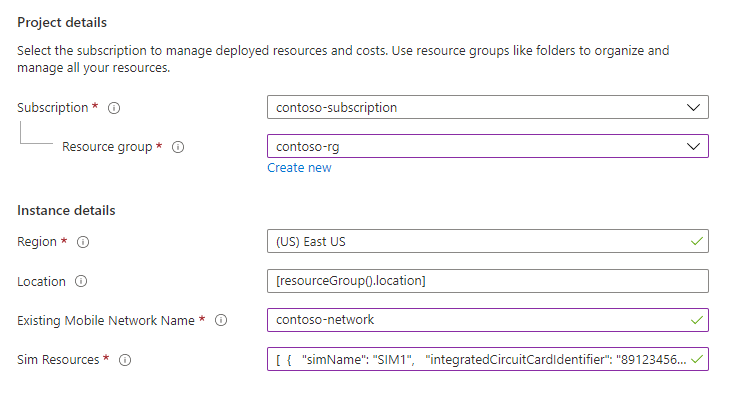 Project details
Select the subscription to manage deployed resources and costs. Use resource groups like folders to organize and
manage all your resources.
Subscription *
contoso-subscription
Resource group *
contoso-rg
Create new
Instance details
Region *
(US) East US
Location
[resourceGroup().location]
Existing Mobile Network Name *
contoso-network
Sim Resources *
[ { "simName": "SIM1", "integratedCircuitCardIdentifier": "89123456...